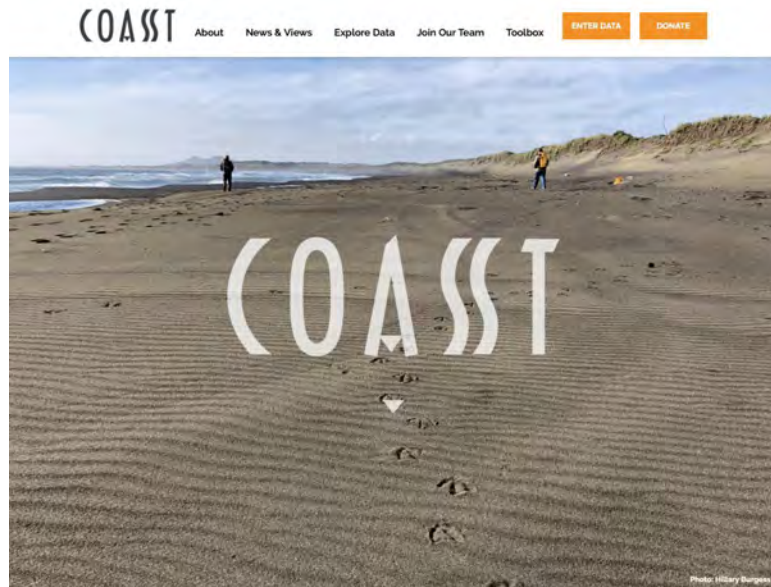 COASST About News & Views Explore Data Join Our Team Toolbox ENTER DATA DONATE
COASST
Photo: Hillary Burgess